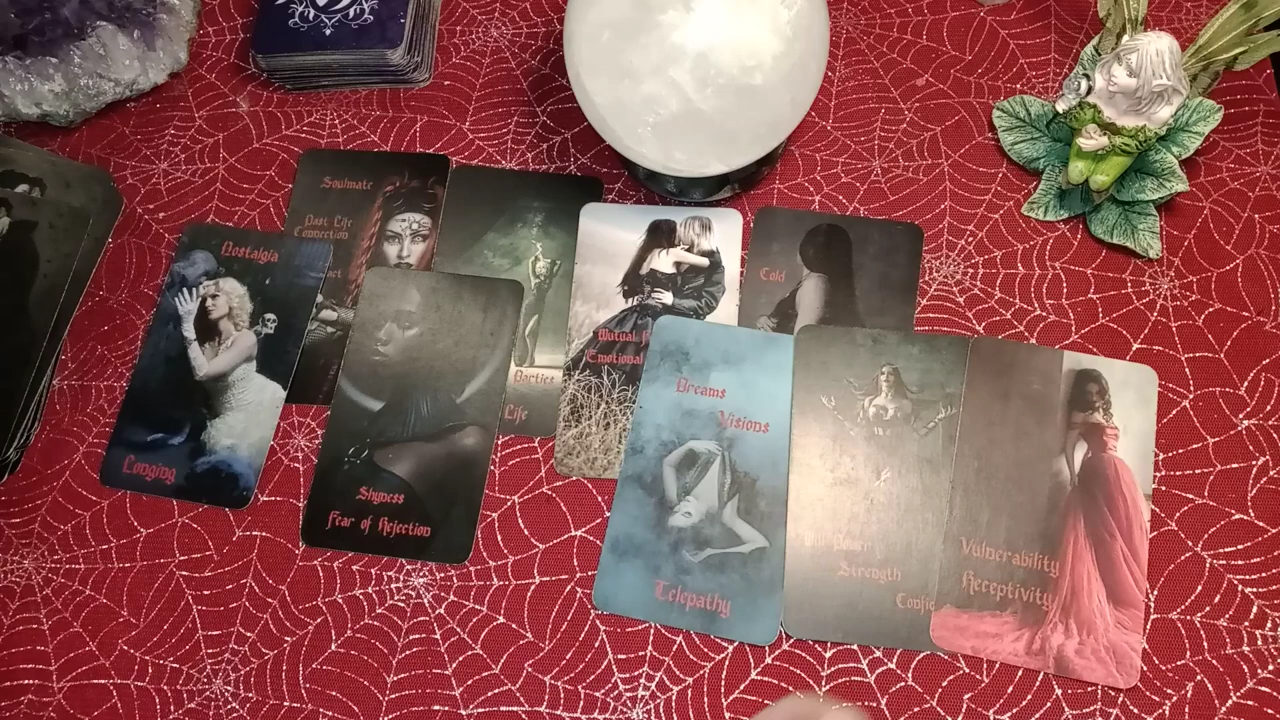 Soulmate
Past Life
Connection
act
Nostalgia
Longing
Shyness
Fear of Rejection
Parties
Life
Mutual
Emotional
Cold
Dreams
Visions
Telepathy
Will Power
Strength
Confid
Vulnerability
Receptivity